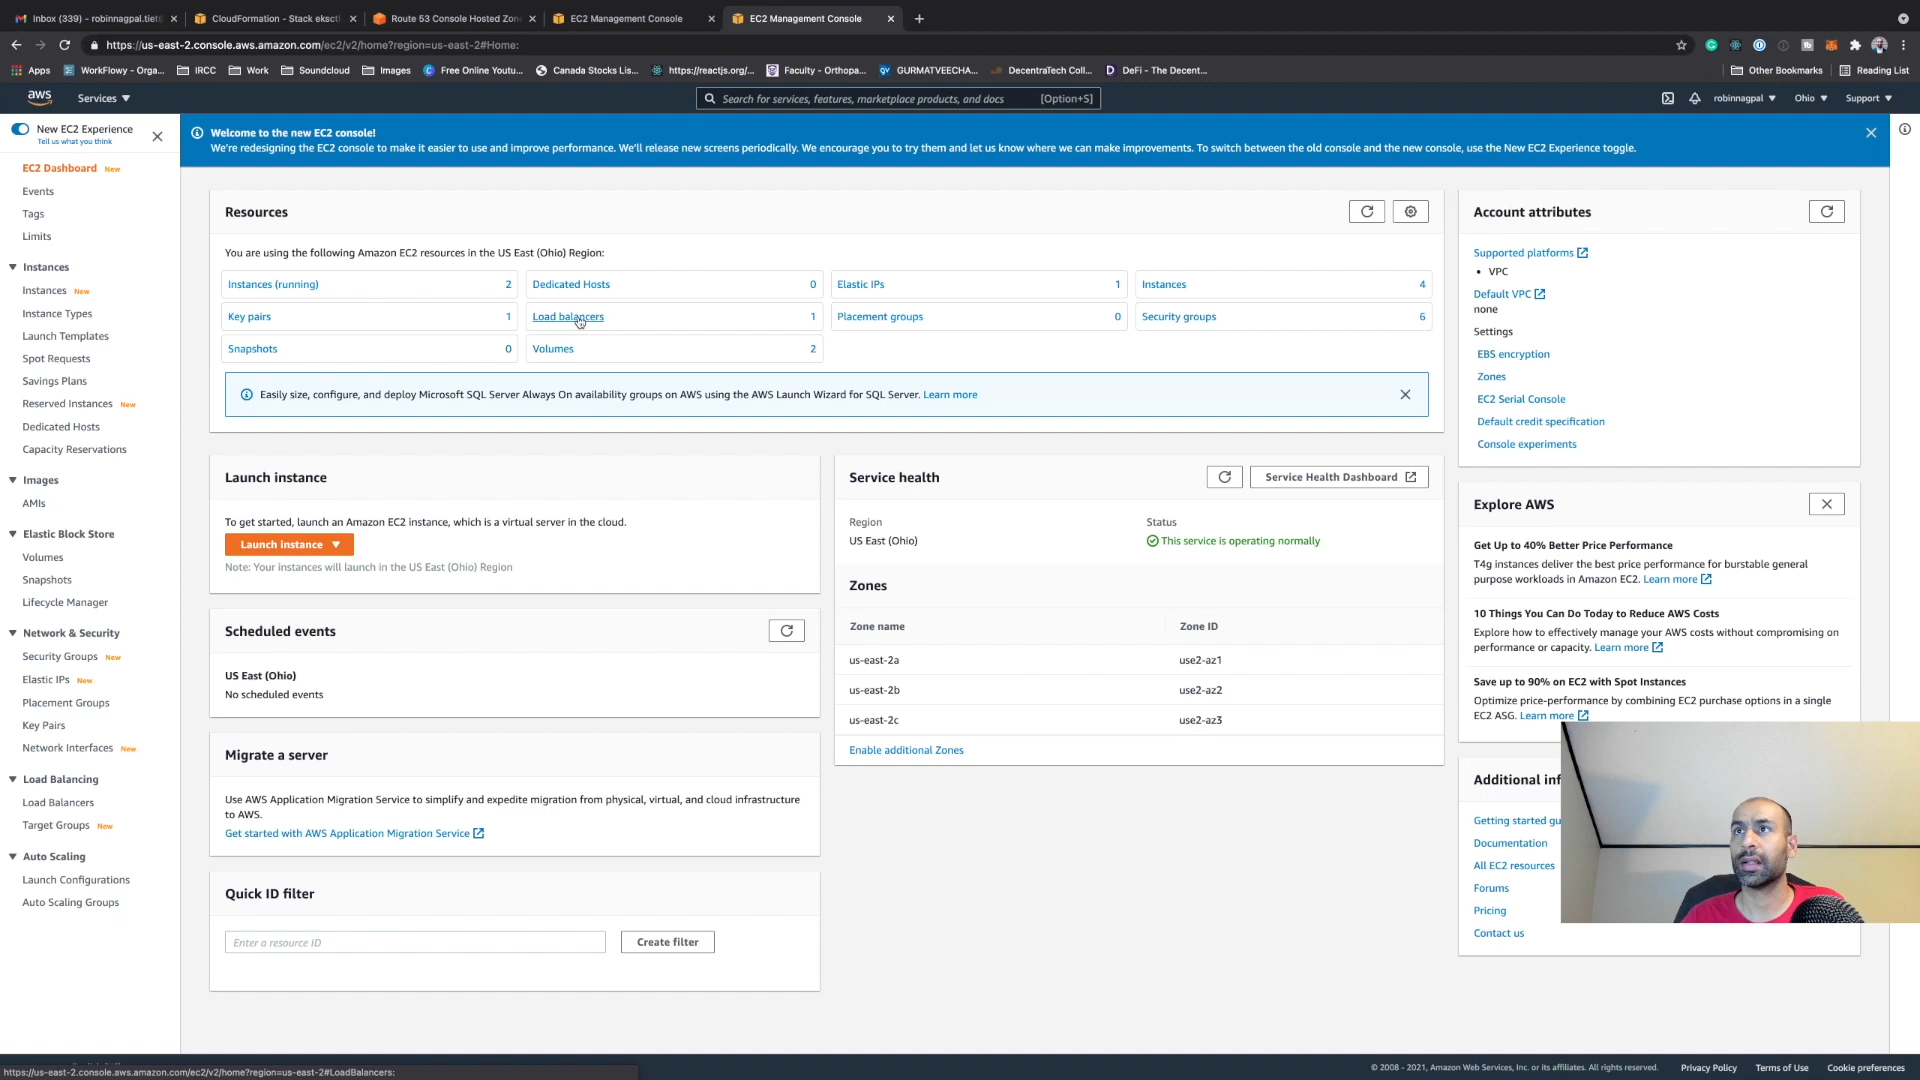 Inbox (339) - robinnagpal.tiet@
CloudFormation - Stack eksctl
Route 53 Console Hosted Zon
EC2 Management Console
EC2 Management Console
https://us-east-2.console.aws.amazon.com/ec2/v2/home?region=us-east-2#Home:
Apps
WorkFlowy - Orga...
IRCC
Work
Soundcloud
Images
Free Online Youtu...
Canada Stocks Lis...
https://reactjs.org/...
Faculty - Orthopa...
GURMATVEECHA...
DecentraTech Coll...
DeFi - The Decent...
Other Bookmarks
Reading List
aws
Services
Search for services, features, marketplace products, and docs
[Option+S]
robinnagpal
Ohio
Support
New EC2 Experience
Tell us what you think
EC2 Dashboard New
Events
Tags
Limits
Instances
Instances New
Instance Types
Launch Templates
Spot Requests
Savings Plans
Reserved Instances New
Dedicated Hosts
Capacity Reservations
Images
AMIs
Elastic Block Store
Volumes
Snapshots
Lifecycle Manager
Network & Security
Security Groups New
Elastic IPs New
Placement Groups
Key Pairs
Network Interfaces New
Load Balancing
Load Balancers
Target Groups New
Auto Scaling
Launch Configurations
Auto Scaling Groups
Welcome to the new EC2 console!
We're redesigning the EC2 console to make it easier to use and improve performance. We'll release new screens periodically. We encourage you to try them and let us know where we can make improvements. To switch between the old console and the new console, use the New EC2 Experience toggle.
Resources
You are using the following Amazon EC2 resources in the US East (Ohio) Region:
Instances (running) 2
Dedicated Hosts 0
Elastic IPs 1
Instances 4
Key pairs 1
Load balancers 1
Placement groups 0
Security groups 6
Snapshots 0
Volumes 2
Easily size, configure, and deploy Microsoft SQL Server Always On availability groups on AWS using the AWS Launch Wizard for SQL Server. Learn more
Launch instance
To get started, launch an Amazon EC2 instance, which is a virtual server in the cloud.
Launch instance
Note: Your instances will launch in the US East (Ohio) Region
Scheduled events
US East (Ohio)
No scheduled events
Migrate a server
Use AWS Application Migration Service to simplify and expedite migration from physical, virtual, and cloud infrastructure
to AWS.
Get started with AWS Application Migration Service
Quick ID filter
Enter a resource ID
Create filter
Service health
Service Health Dashboard
Region
Status
US East (Ohio)
This service is operating normally
Zones
Zone name
Zone ID
us-east-2a
use2-az1
us-east-2b
use2-az2
us-east-2c
use2-az3
Enable additional Zones
Account attributes
Supported platforms
• VPC
Default VPC
none
Settings
EBS encryption
Zones
EC2 Serial Console
Default credit specification
Console experiments
Explore AWS
Get Up to 40% Better Price Performance
T4g instances deliver the best price performance for burstable general
purpose workloads in Amazon EC2. Learn more
10 Things You Can Do Today to Reduce AWS Costs
Explore how to effectively manage your AWS costs without compromising on
performance or capacity. Learn more
Save up to 90% on EC2 with Spot Instances
Optimize price-performance by combining EC2 purchase options in a single
EC2 ASG. Learn more
Additional inf
Getting started gu
Documentation
All EC2 resources
Forums
Pricing
Contact us
https://us-east-2.console.aws.amazon.com/ec2/v2/home?region=us-east-2#LoadBalancers:
© 2008 - 2021, Amazon Web Services, Inc. or its affiliates. All rights reserved.
Privacy Policy
Terms of Use
Cookie preferences